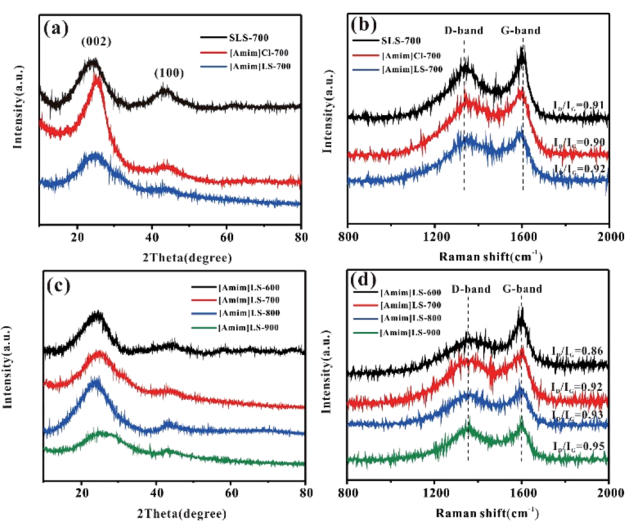 (a)
(002)
(100)
SLS-700
[Amim]Cl-700
[Amim]LS-700
Intensity(a.u.)
10 20 30 40 50 60 70 80
2Theta(degree)
(b)
D-band
G-band
SLS-700
[Amim]Cl-700
[Amim]LS-700
I_D/I_G=0.91
I_D/I_G=0.90
I_D/I_G=0.92
Intensity(a.u.)
800 1200 1600 2000
Raman shift(cm⁻¹)
(c)
[Amim]LS-600
[Amim]LS-700
[Amim]LS-800
[Amim]LS-900
Intensity(a.u.)
20 40 60 80
2Theta(degree)
(d)
[Amim]LS-600
[Amim]LS-700
[Amim]LS-800
[Amim]LS-900
D-band
G-band
I_D/I_G=0.86
I_D/I_G=0.92
I_D/I_G=0.93
I_D/I_G=0.95
Intensity(a.u.)
800 1200 1600 2000
Raman shift(cm⁻¹)